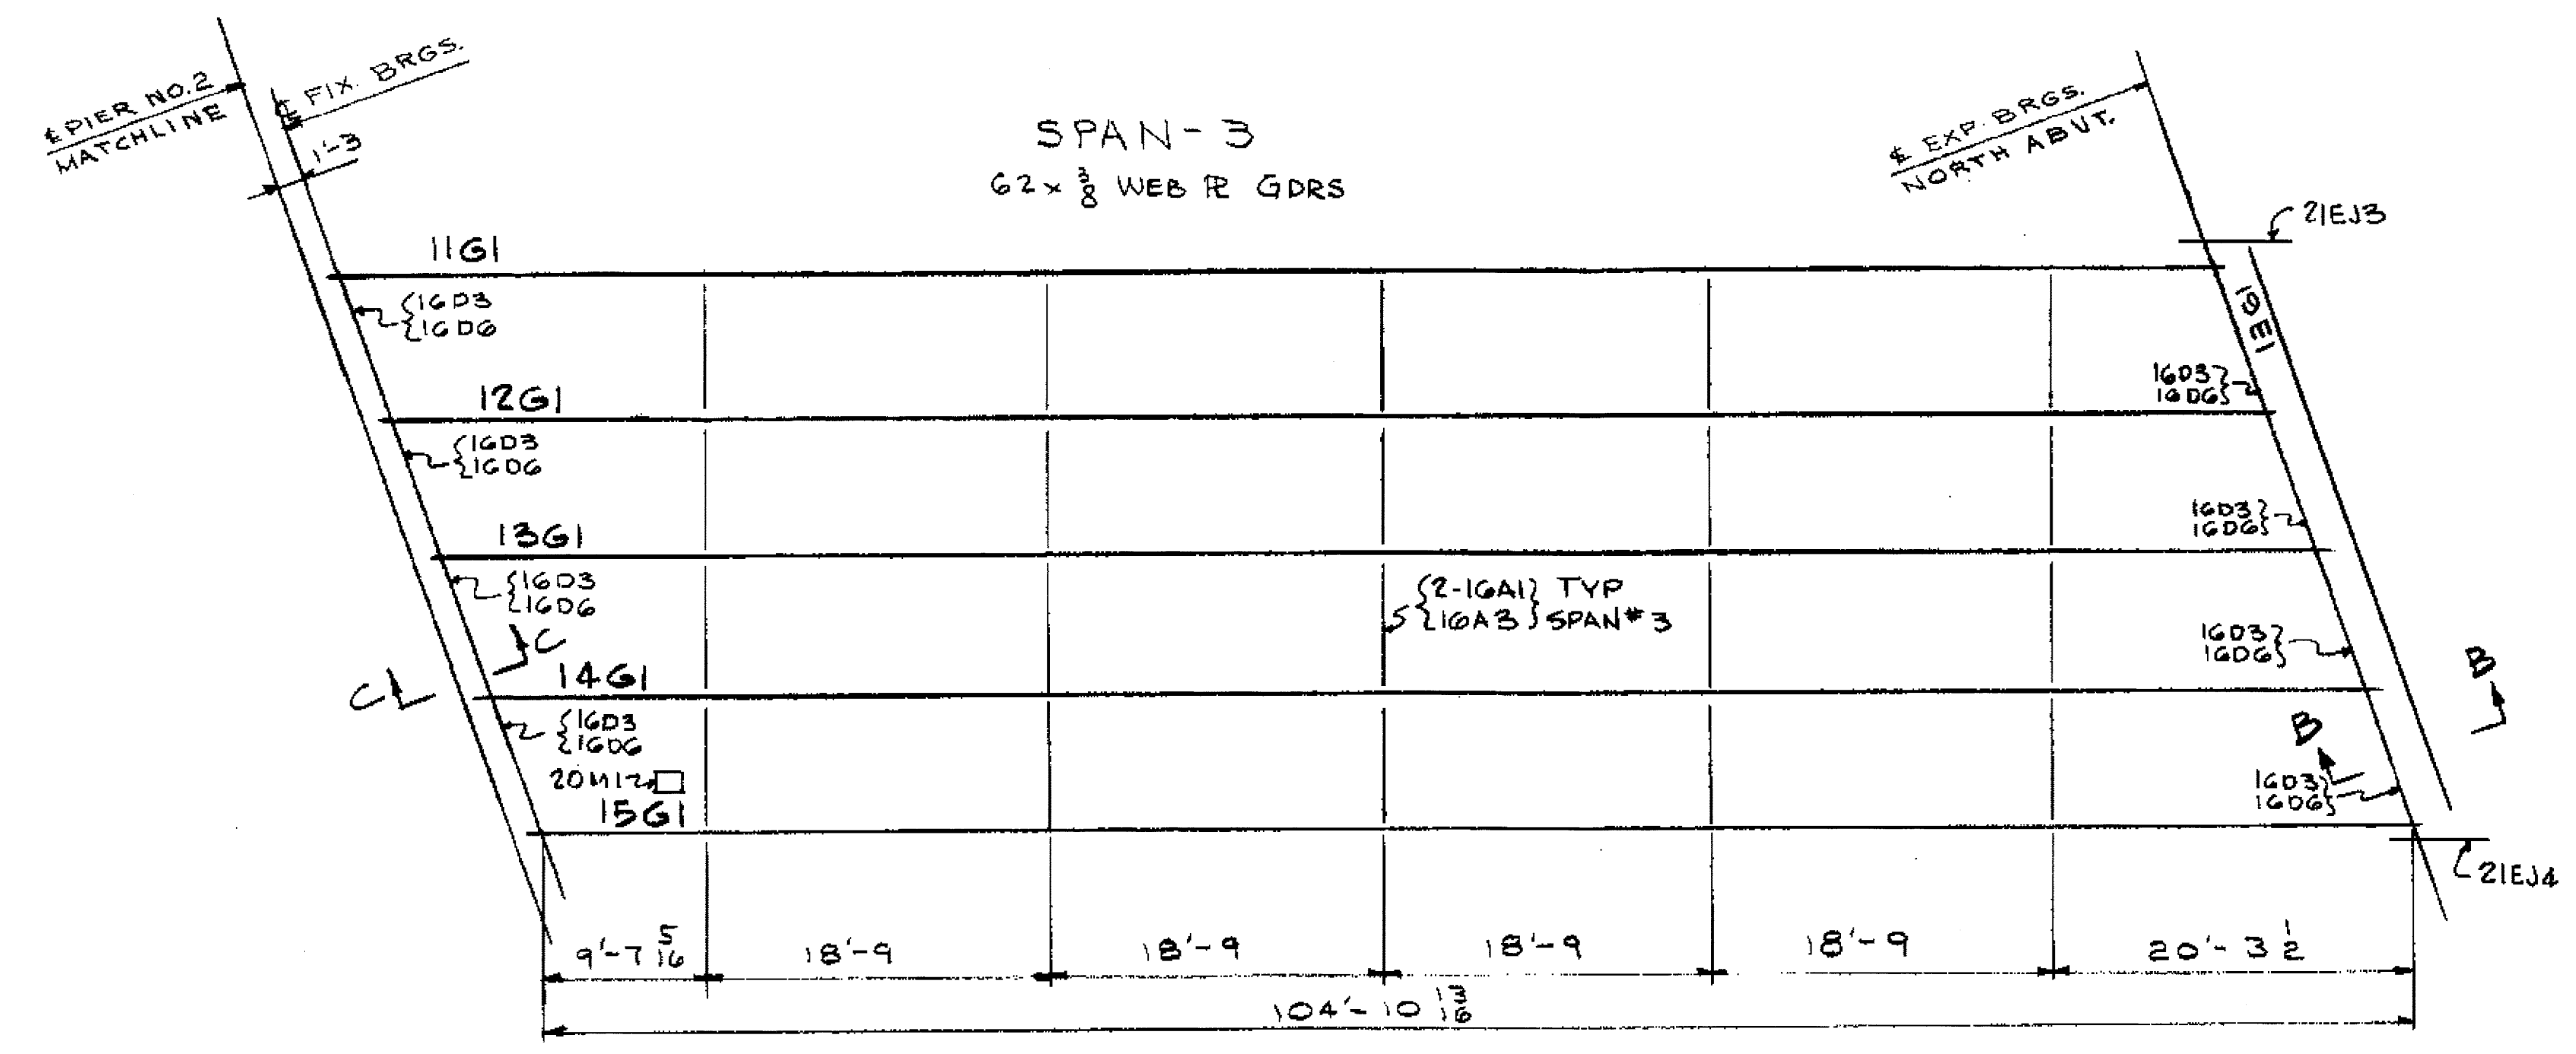 ℄ PIER NO.2
MATCHLINE
℄ FIX. BRGS.
1'-3
SPAN-3
62 x 3/8 WEB PL GDRS
℄ EXP. BRGS.
NORTH ABUT.
21EJ3
11G1
16D3
16D6
19E1
12G1
16D3
16D6
16D3
16D6
13G1
16D3
16D6
16D3
16D6
2-16A1 TYP
16A3 SPAN#3
C
C
14G1
16D3
16D6
16D3
16D6
B
B
20M12
15G1
16D3
16D6
21EJ4
9'-7 5/16
18'-9
18'-9
18'-9
18'-9
20'-3 1/2
104'-10 13/16